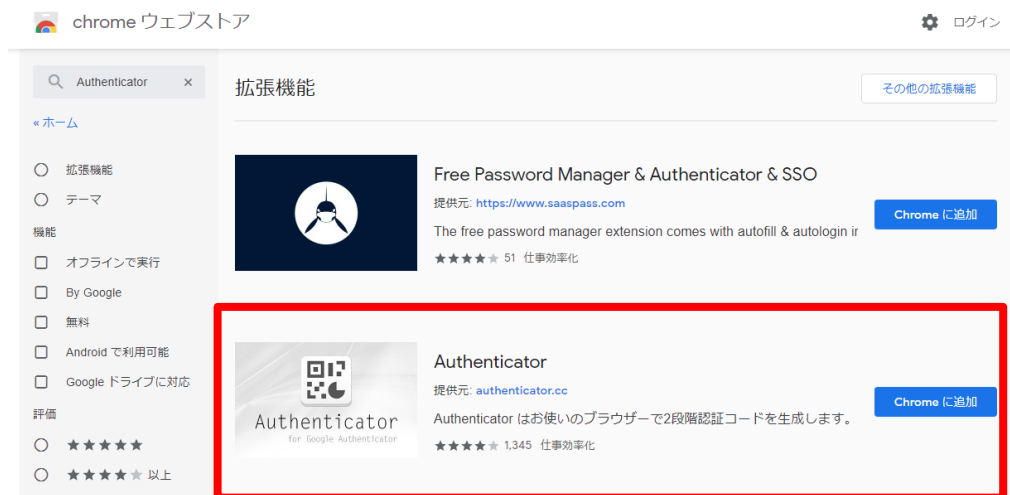 chrome ウェブストア
ログイン
Authenticator ×
« ホーム
拡張機能
テーマ
機能
オフラインで実行
By Google
無料
Android で利用可能
Google ドライブに対応
評価
★★★★★
★★★★★ 以上
拡張機能
その他の拡張機能
Free Password Manager & Authenticator & SSO
提供元: https://www.saaspass.com
The free password manager extension comes with autofill & autologin ir
★★★★★ 51 仕事効率化
Chrome に追加
Authenticator
for Google Authenticator
Authenticator
提供元: authenticator.cc
Authenticator はお使いのブラウザーで2段階認証コードを生成します。
★★★★★ 1,345 仕事効率化
Chrome に追加